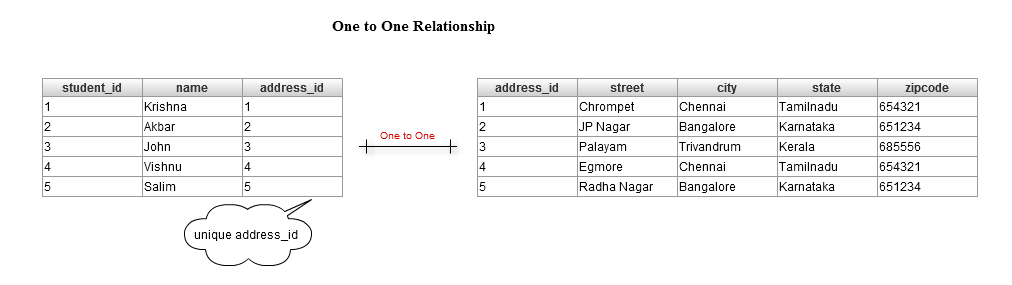 One to One Relationship
student_id name address_id
1 Krishna 1
2 Akbar 2
3 John 3
4 Vishnu 4
5 Salim 5
One to One
address_id street city state zipcode
1 Chrompet Chennai Tamilnadu 654321
2 JP Nagar Bangalore Karnataka 651234
3 Palayam Trivandrum Kerala 685556
4 Egmore Chennai Tamilnadu 654321
5 Radha Nagar Bangalore Karnataka 651234
unique address_id